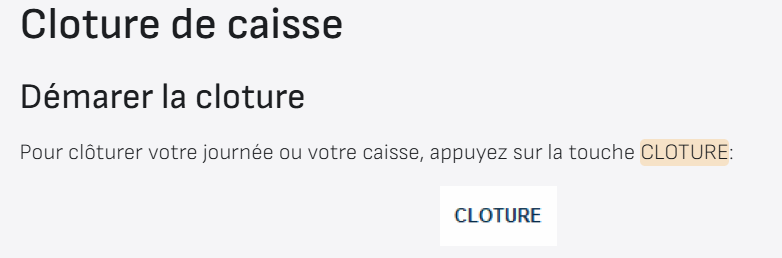 Cloture de caisse
Démarer la cloture
Pour clôturer votre journée ou votre caisse, appuyez sur la touche CLOTURE:
CLOTURE